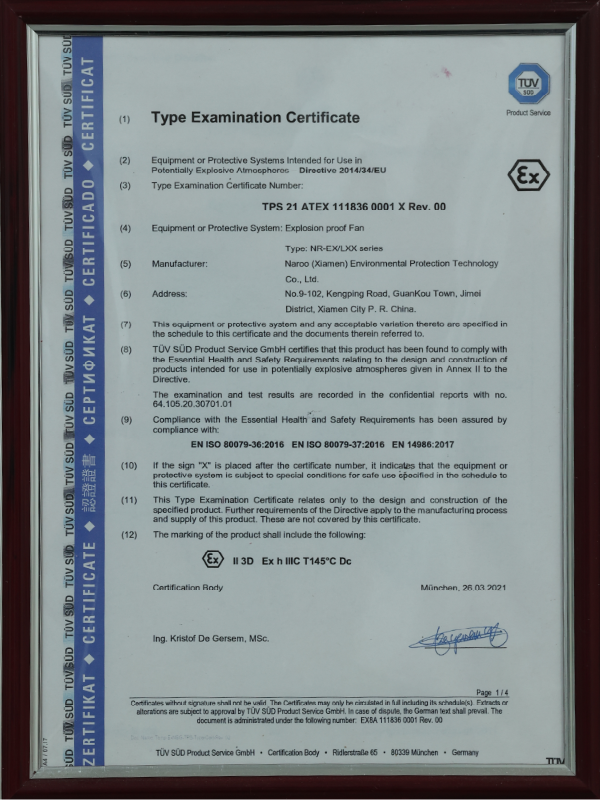 TÜV
SÜD
Product Service
(1) Type Examination Certificate
(2) Equipment or Protective Systems Intended for Use in
Potentially Explosive Atmospheres Directive 2014/34/EU
Ex
(3) Type Examination Certificate Number:
TPS 21 ATEX 111836 0001 X Rev. 00
(4) Equipment or Protective System: Explosion proof Fan
Type: NR-EX/LXX series
(5) Manufacturer: Naroo (Xiamen) Environmental Protection Technology
Co., Ltd.
(6) Address: No.9-102, Kengping Road, GuanKou Town, Jimei
District, Xiamen City P. R. China.
(7) This equipment or protective system and any acceptable variation thereto are specified in
the schedule to this certificate and the documents therein referred to.
(8) TÜV SÜD Product Service GmbH certifies that this product has been found to comply with
the Essential Health and Safety Requirements relating to the design and construction of
products intended for use in potentially explosive atmospheres given in Annex II to the
Directive.
The examination and test results are recorded in the confidential reports with no.
64.105.20.30701.01
(9) Compliance with the Essential Health and Safety Requirements has been assured by
compliance with:
EN ISO 80079-36:2016 EN ISO 80079-37:2016 EN 14986:2017
(10) If the sign "X" is placed after the certificate number, it indicates that the equipment or
protective system is subject to special conditions for safe use specified in the schedule to
this certificate.
(11) This Type Examination Certificate relates only to the design and construction of the
specified product. Further requirements of the Directive apply to the manufacturing process
and supply of this product. These are not covered by this certificate.
(12) The marking of the product shall include the following:
Ex II 3D Ex h IIIC T145°C Dc
Certification Body München, 26.03.2021
Ing. Kristof De Gersem, MSc.
Page 1 / 4
Certificates without signature shall not be valid. The Certificates may only be circulated in full including its schedule(s). Extracts or
alterations are subject to approval by TÜV SÜD Product Service GmbH. In case of dispute, the German text shall prevail. The
document is administrated under the following number: EX8A 111836 0001 Rev. 00
TÜV SÜD Product Service GmbH • Certification Body • Ridlerstraße 65 • 80339 München • Germany
TÜV
ZERTIFIKAT ◆ CERTIFICATE ◆ 認證證書 ◆ СЕРТИФИКАТ ◆ CERTIFICADO ◆ CERTIFICAT
TÜV SÜD TÜV SÜD TÜV SÜD TÜV SÜD TÜV SÜD TÜV SÜD TÜV SÜD